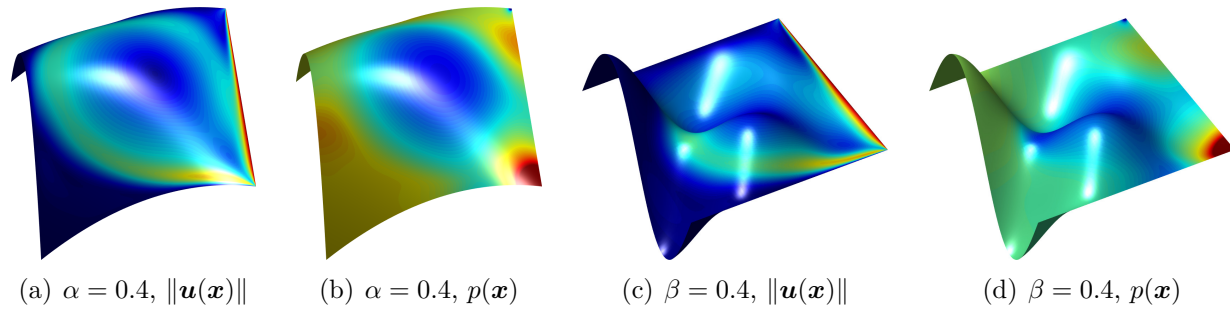 (a) α = 0.4, ‖u(x)‖ (b) α = 0.4, p(x) (c) β = 0.4, ‖u(x)‖ (d) β = 0.4, p(x)